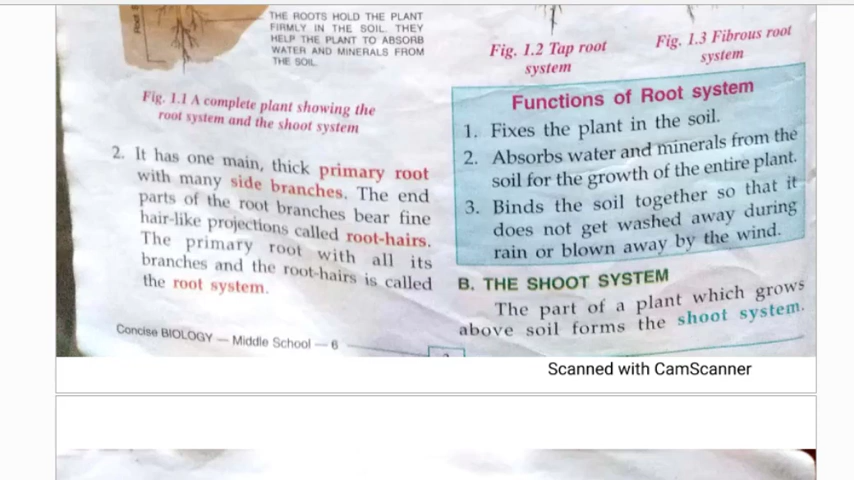 Root
THE ROOTS HOLD THE PLANT
FIRMLY IN THE SOIL. THEY
HELP THE PLANT TO ABSORB
WATER AND MINERALS FROM
THE SOIL.
Fig. 1.1 A complete plant showing the
root system and the shoot system
2. It has one main, thick primary root
with many side branches. The end
parts of the root branches bear fine
hair-like projections called root-hairs.
The primary root with all its
branches and the root-hairs is called
the root system.
Concise BIOLOGY — Middle School — 6
Fig. 1.2 Tap root
system
Fig. 1.3 Fibrous root
system
Functions of Root system
1. Fixes the plant in the soil.
2. Absorbs water and minerals from the
soil for the growth of the entire plant.
3. Binds the soil together so that it
does not get washed away during
rain or blown away by the wind.
B. THE SHOOT SYSTEM
The part of a plant which grows
above soil forms the shoot system.
Scanned with CamScanner